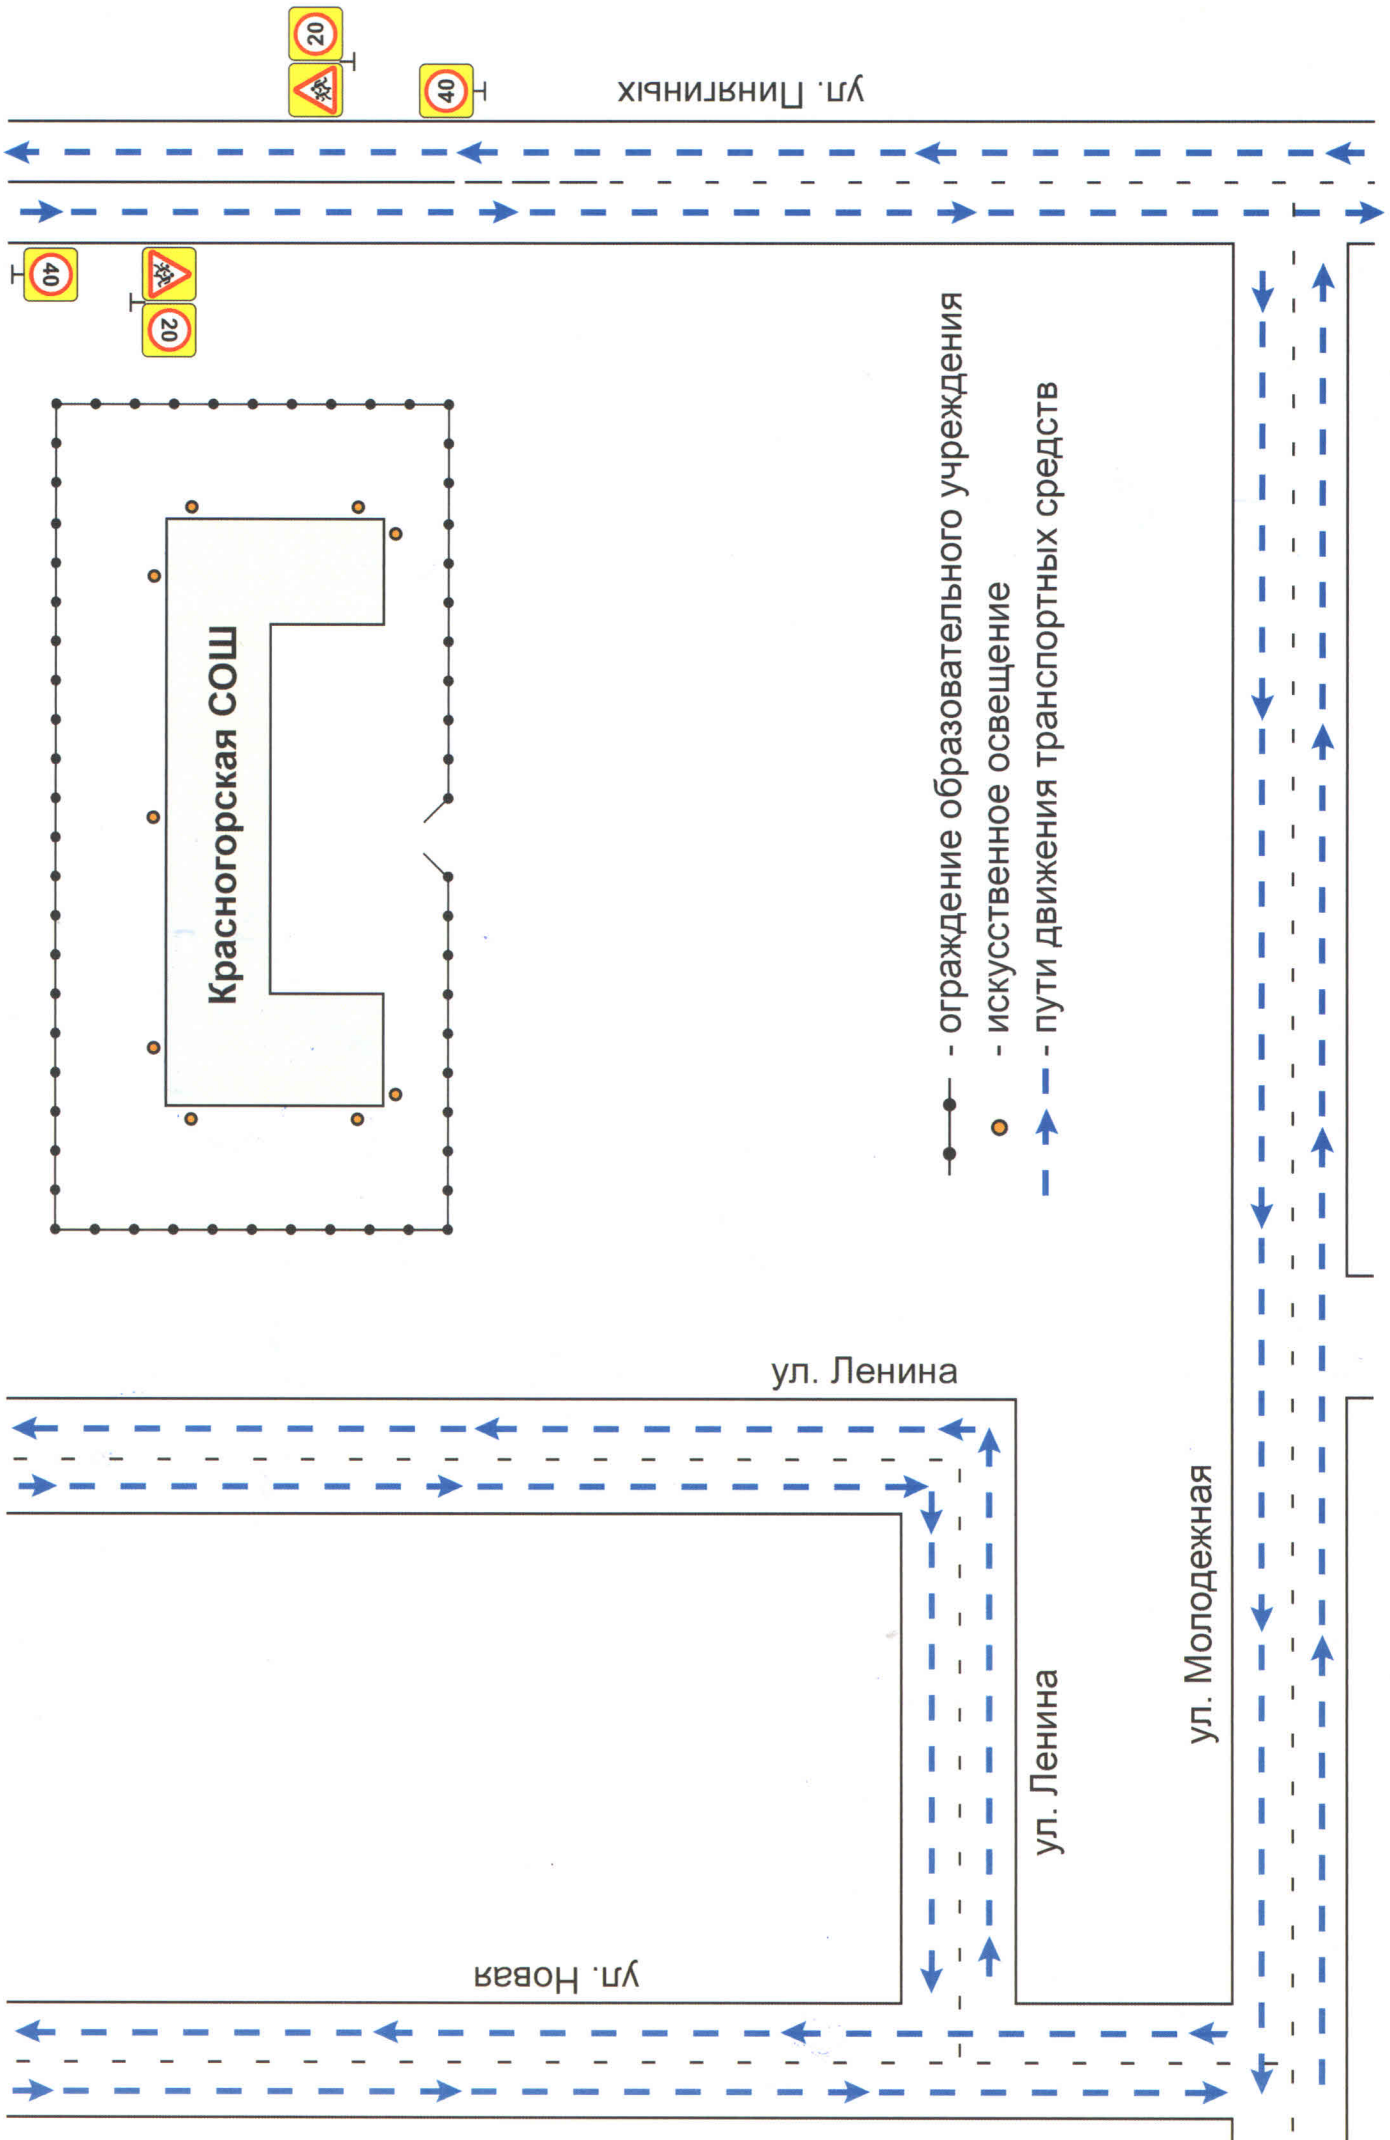 20
40
ул. Пинягиных
40
20
Красногорская СОШ
- ограждение образовательного учреждения
- искусственное освещение
- пути движения транспортных средств
ул. Ленина
ул. Ленина
ул. Молодежная
ул. Новая